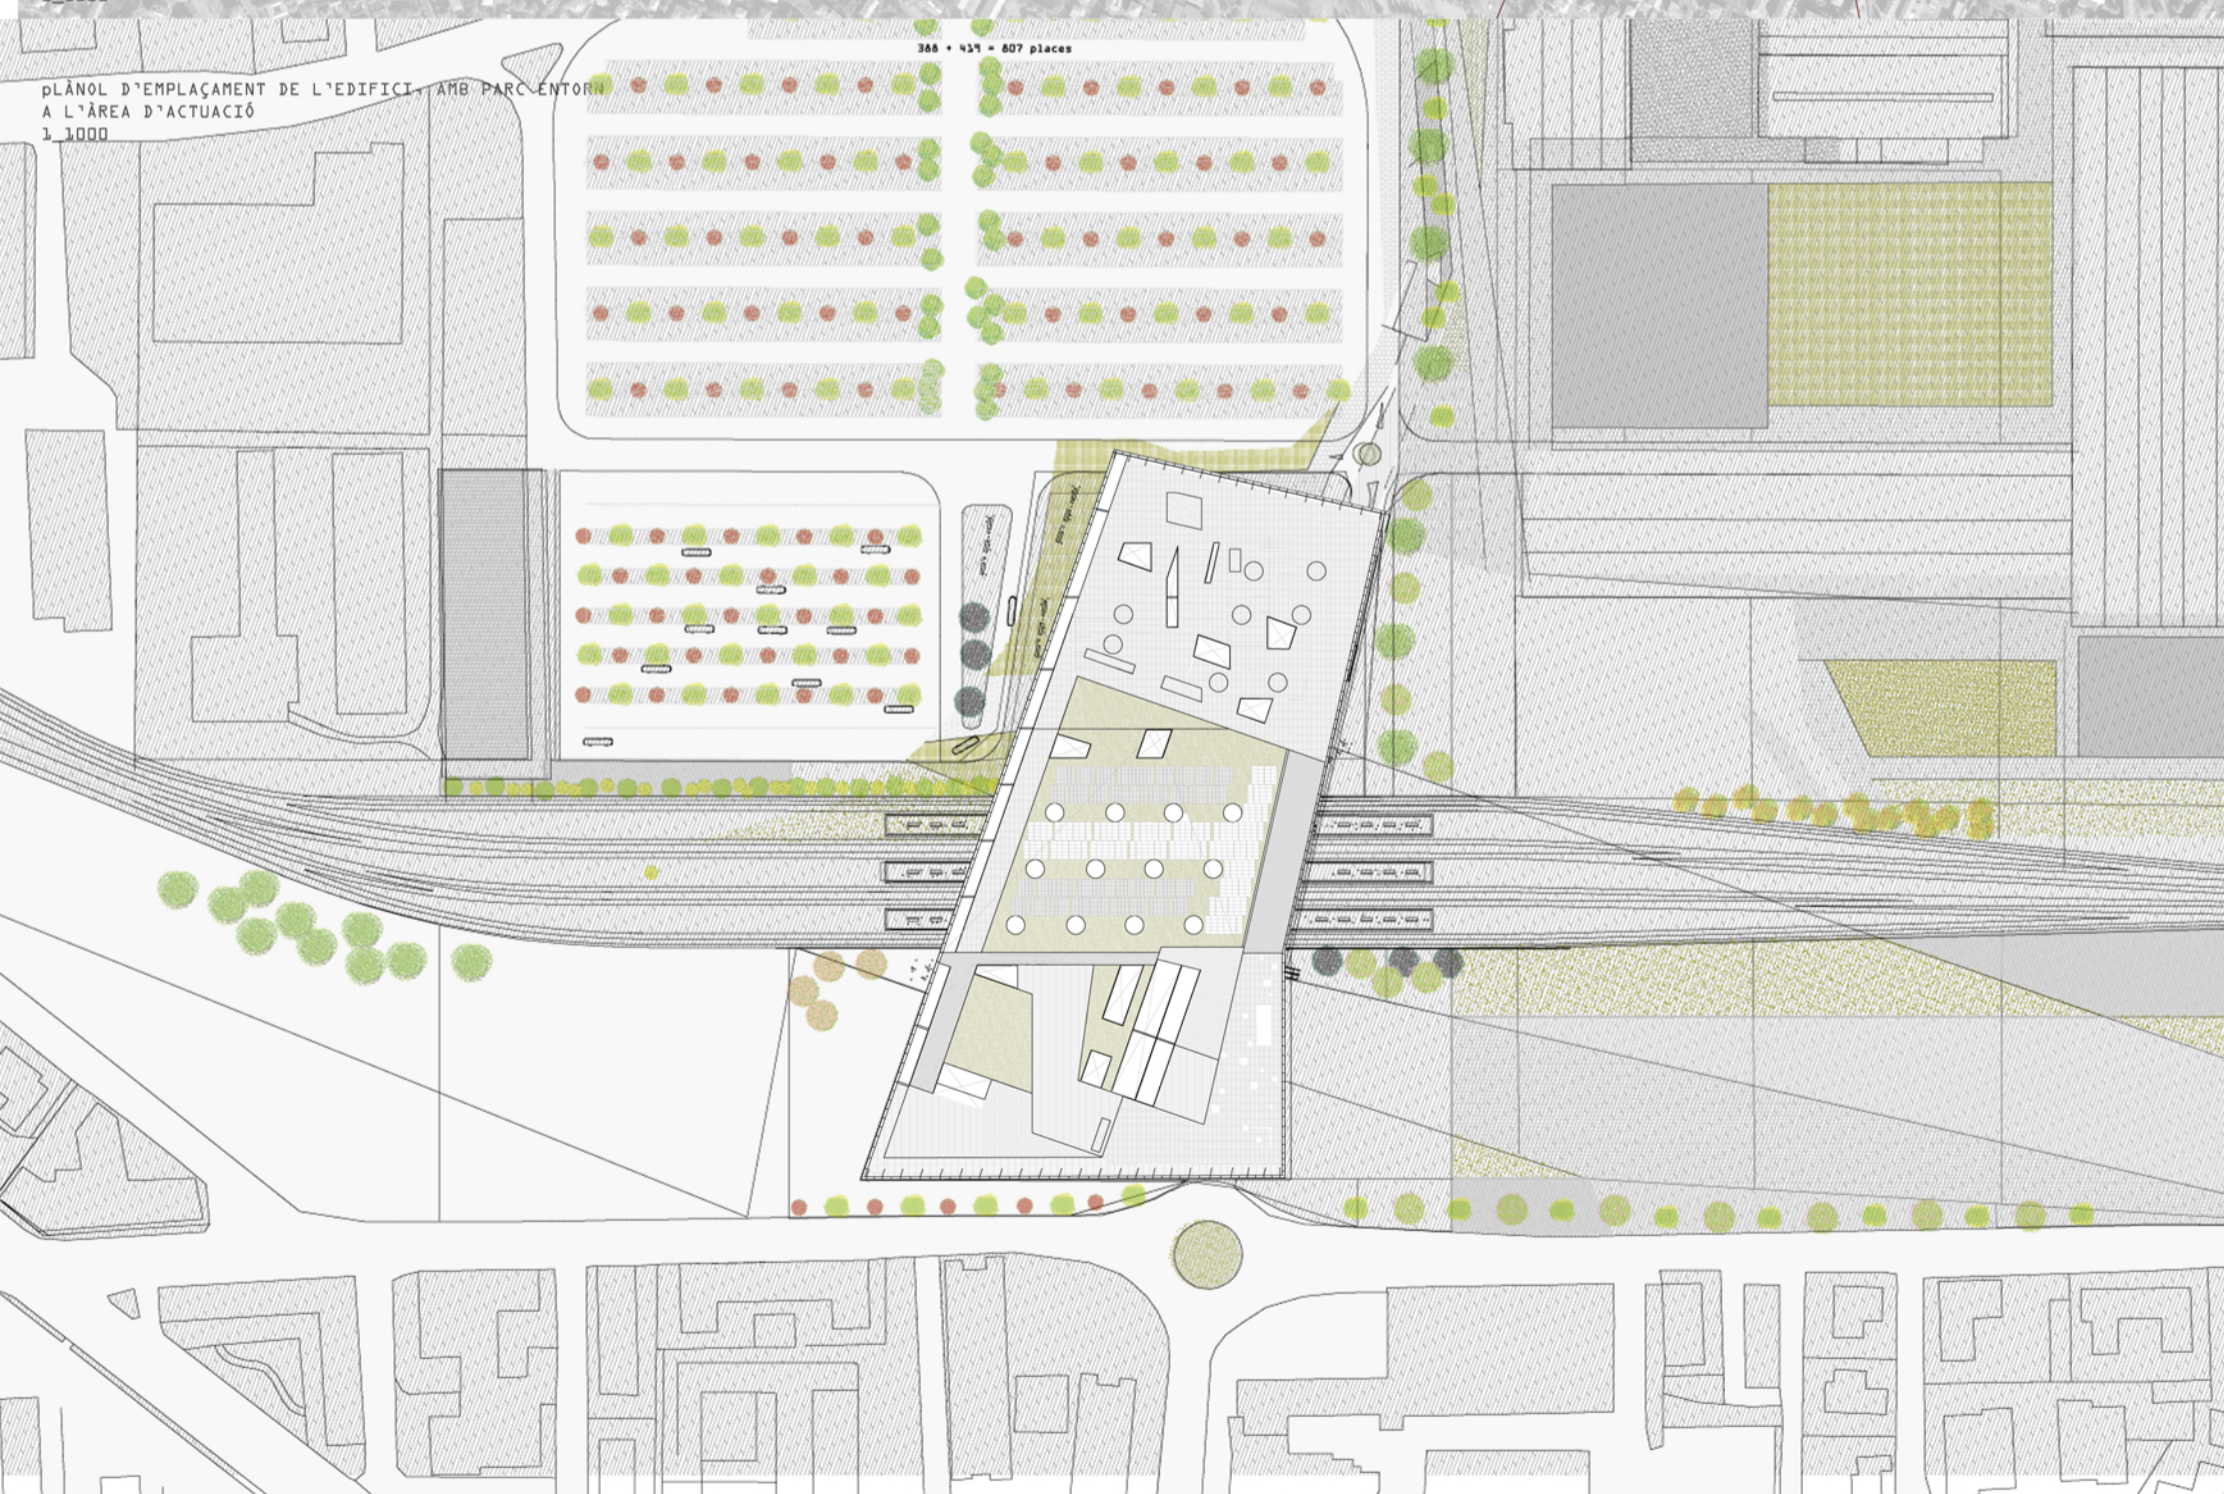 388 + 419 = 807 places
pLÀNOL D'EMPLAÇAMENT DE L'EDIFICI, AMB PARC ENTORN
A L'ÀREA D'ACTUACIÓ
1_1000